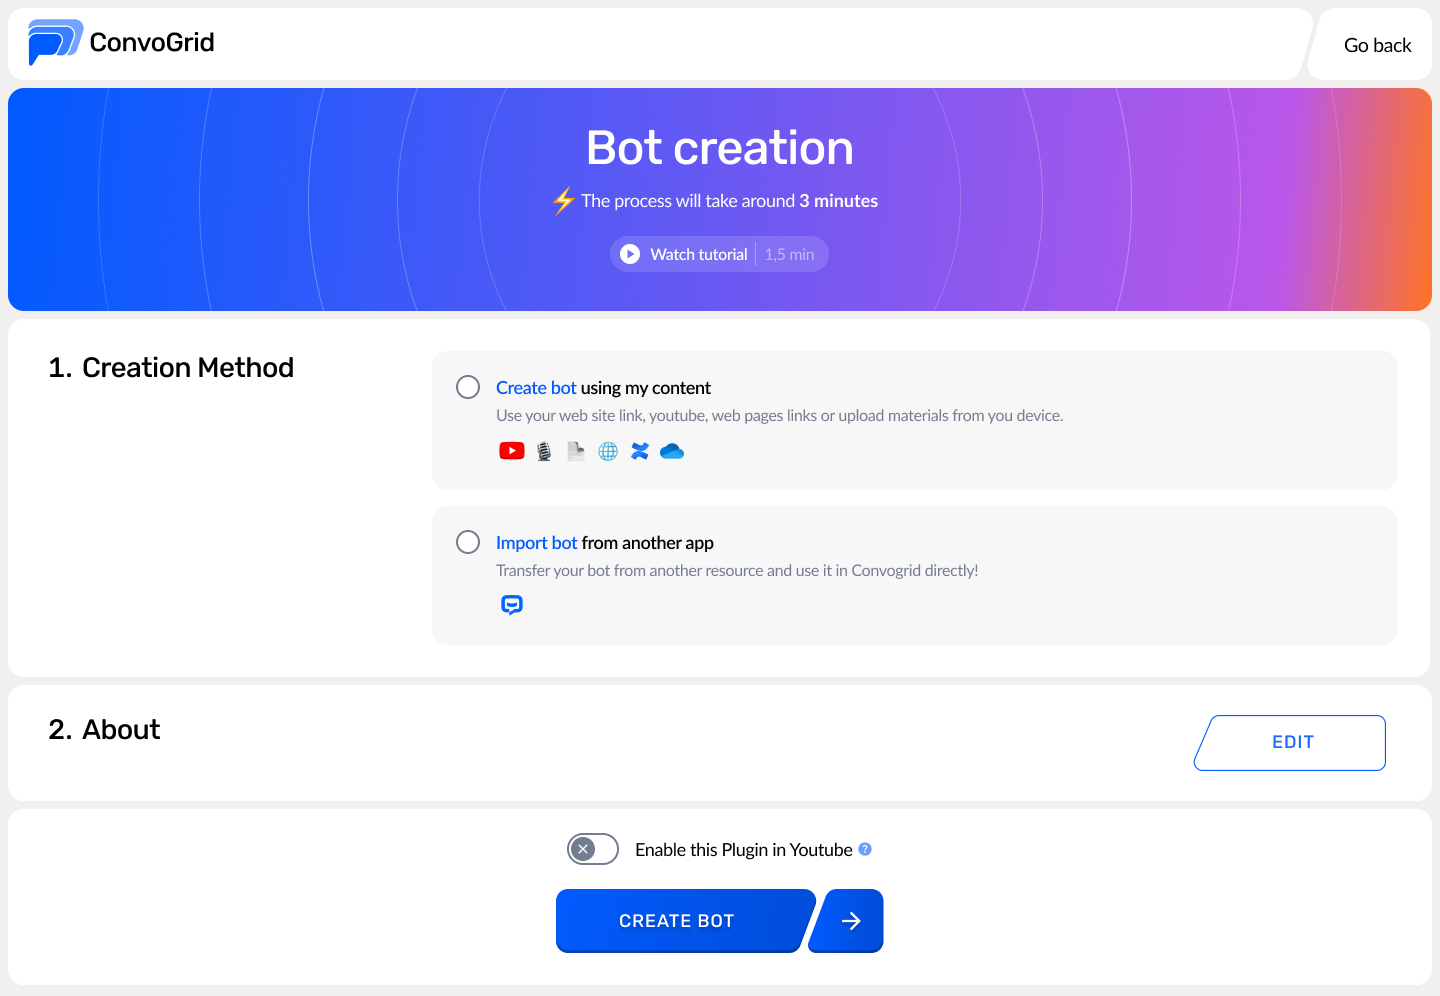 ConvoGrid
Go back
Bot creation
⚡ The process will take around 3 minutes
Watch tutorial | 1,5 min
1. Creation Method
Create bot using my content
Use your web site link, youtube, web pages links or upload materials from you device.
Import bot from another app
Transfer your bot from another resource and use it in Convogrid directly!
2. About
EDIT
Enable this Plugin in Youtube ?
CREATE BOT